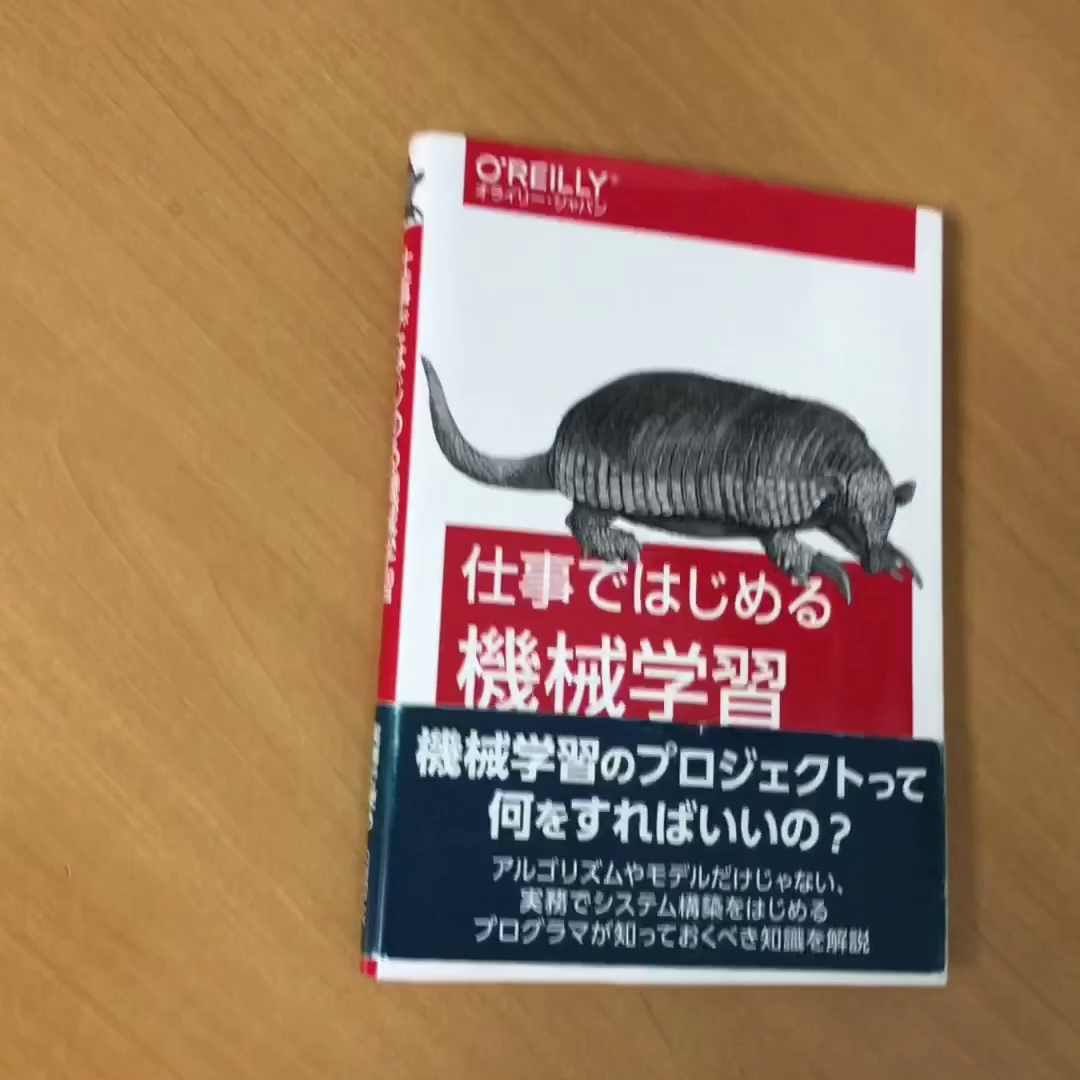 O'REILLY
オライリー・ジャパン
仕事ではじめる
機械学習
機械学習のプロジェクトって
何をすればいいの?
アルゴリズムやモデルだけじゃない、
実務でシステム構築をはじめる
プログラマが知っておくべき知識を解説